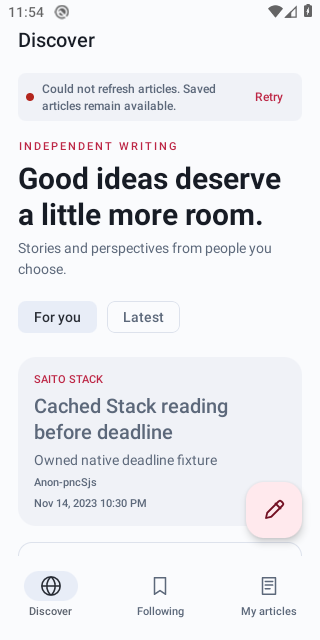 11:54
Discover
Could not refresh articles. Saved
articles remain available.
Retry
INDEPENDENT WRITING
Good ideas deserve
a little more room.
Stories and perspectives from people you
choose.
For you
Latest
SAITO STACK
Cached Stack reading
before deadline
Owned native deadline fixture
Anon-pncSjs
Nov 14, 2023 10:30 PM
Discover
Following
My articles